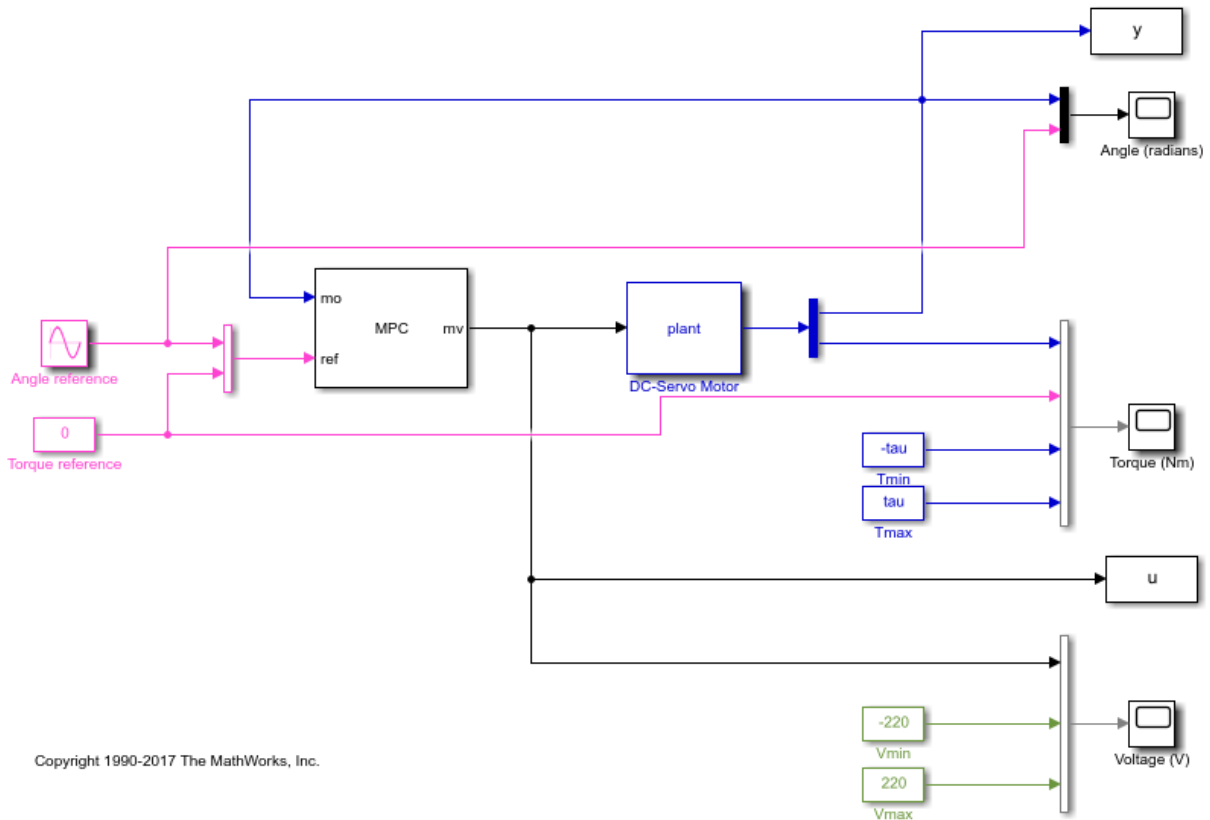 y
Angle (radians)
mo
MPC
mv
ref
plant
DC-Servo Motor
Angle reference
0
Torque reference
-tau
Tmin
tau
Tmax
Torque (Nm)
u
-220
Vmin
220
Vmax
Voltage (V)
Copyright 1990-2017 The MathWorks, Inc.